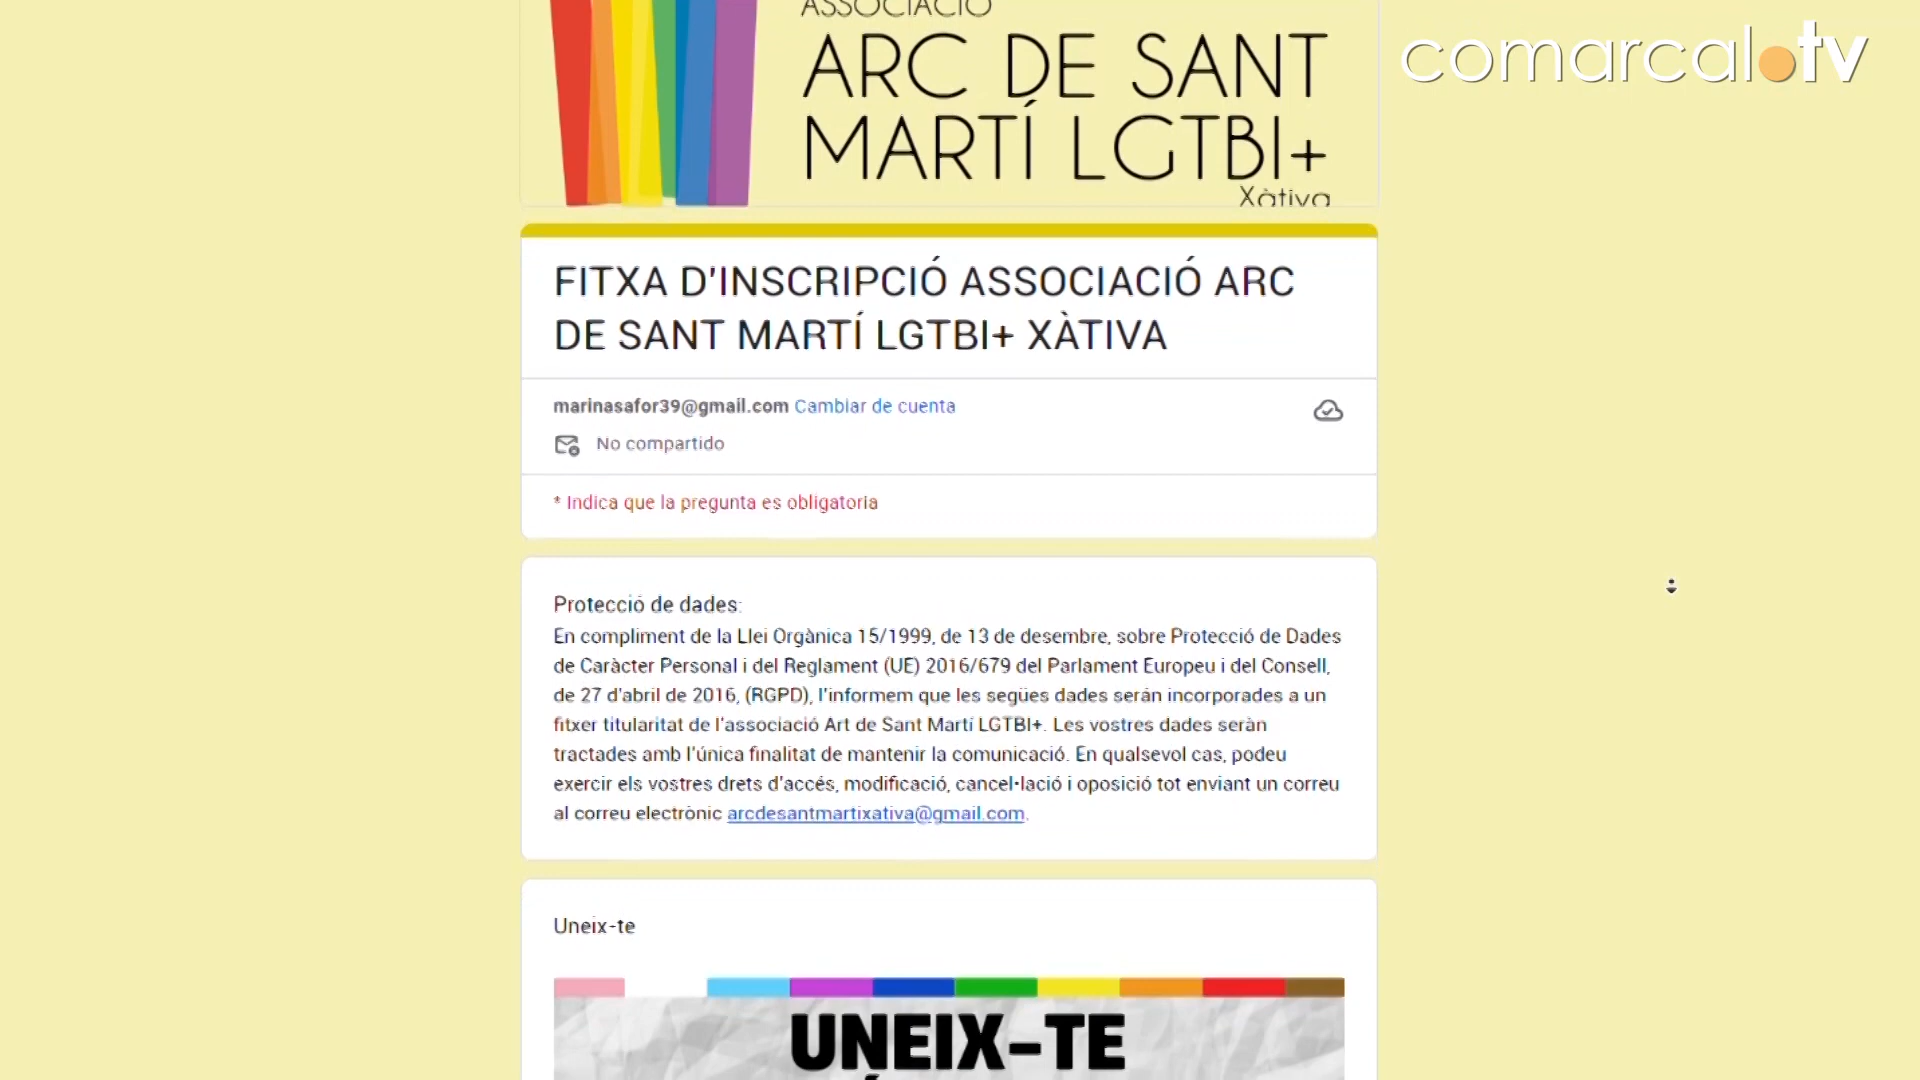 ASSOCIACIÓ
ARC DE SANT
MARTÍ LGTBI+
Xàtiva
comarcal.tv
FITXA D'INSCRIPCIÓ ASSOCIACIÓ ARC
DE SANT MARTÍ LGTBI+ XÀTIVA
marinasafor39@gmail.com Cambiar de cuenta
No compartido
* Indica que la pregunta es obligatoria
Protecció de dades:
En compliment de la Llei Orgànica 15/1999, de 13 de desembre, sobre Protecció de Dades
de Caràcter Personal i del Reglament (UE) 2016/679 del Parlament Europeu i del Consell,
de 27 d'abril de 2016, (RGPD), l'informem que les segües dades seràn incorporades a un
fitxer titularitat de l'associació Art de Sant Martí LGTBI+. Les vostres dades seràn
tractades amb l'única finalitat de mantenir la comunicació. En qualsevol cas, podeu
exercir els vostres drets d'accés, modificació, cancel·lació i oposició tot enviant un correu
al correu electrònic arcdesantmartixativa@gmail.com.
Uneix-te
UNEIX-TE